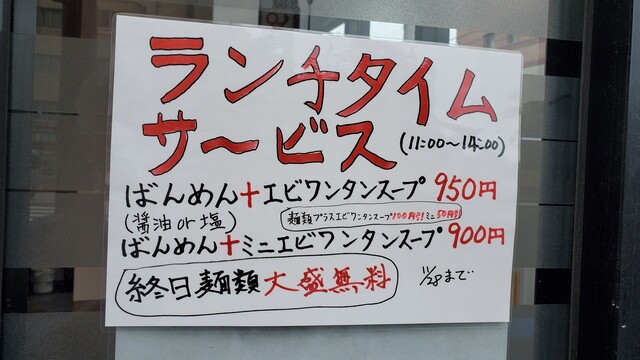 ランチタイム
サービス(11:00〜14:00)
ばんめん+エビワンタンスープ 950円
(醤油or塩)
麺類プラスエビワンタンスープ100円引ミニ50円引
ばんめん+ミニエビワンタンスープ 900円
終日麺類大盛無料
11/28まで